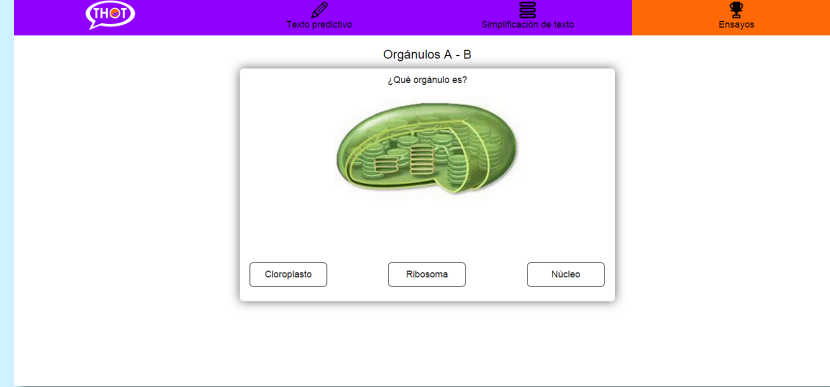 THOT
Texto predictivo
Simplificación de texto
Ensayos
Orgánulos A - B
¿Qué orgánulo es?
Cloroplasto
Ribosoma
Núcleo